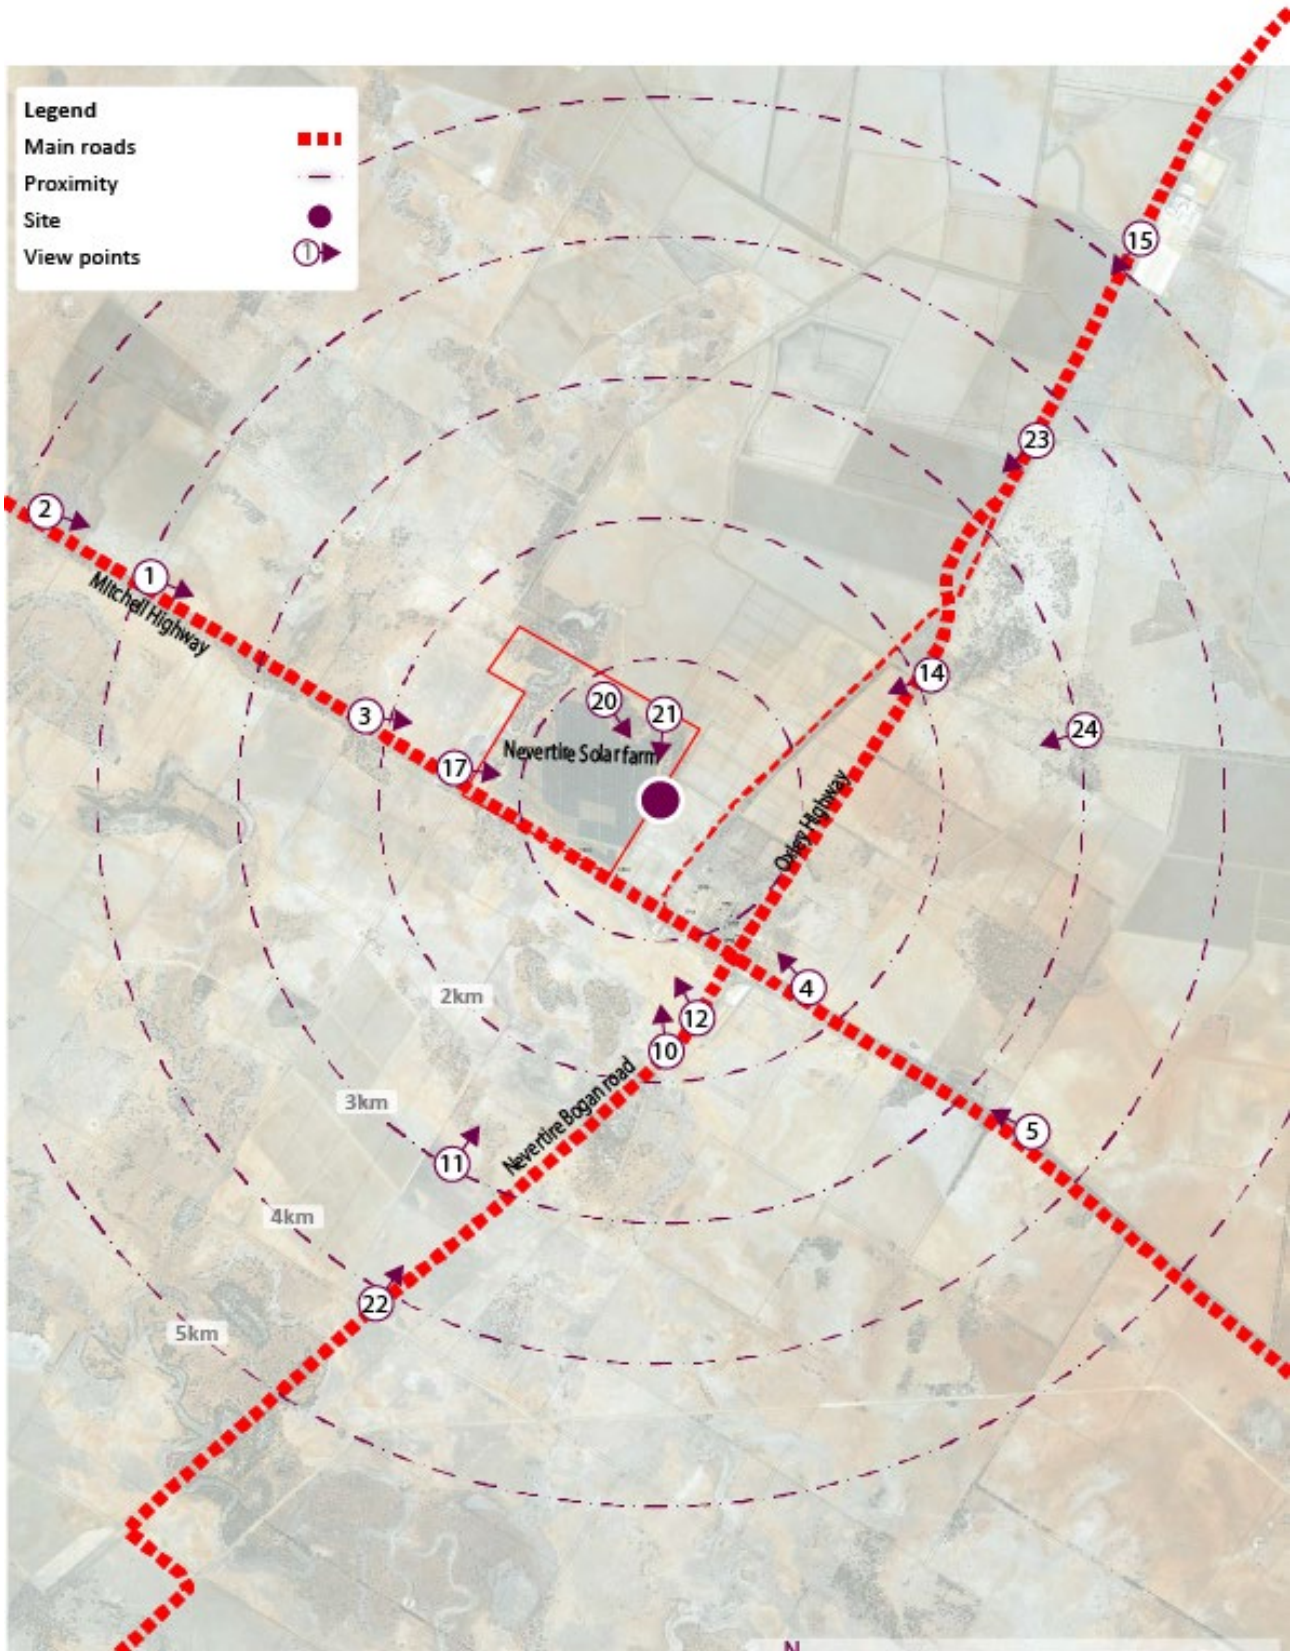 Legend
Main roads
Proximity
Site
View points
1
15
23
2
1
Mitchell Highway
14
20
21
3
24
Nevertire Solar farm
17
Oxley Highway
4
2km
12
10
3km
Nevertire Bogan road
5
11
4km
22
5km
N